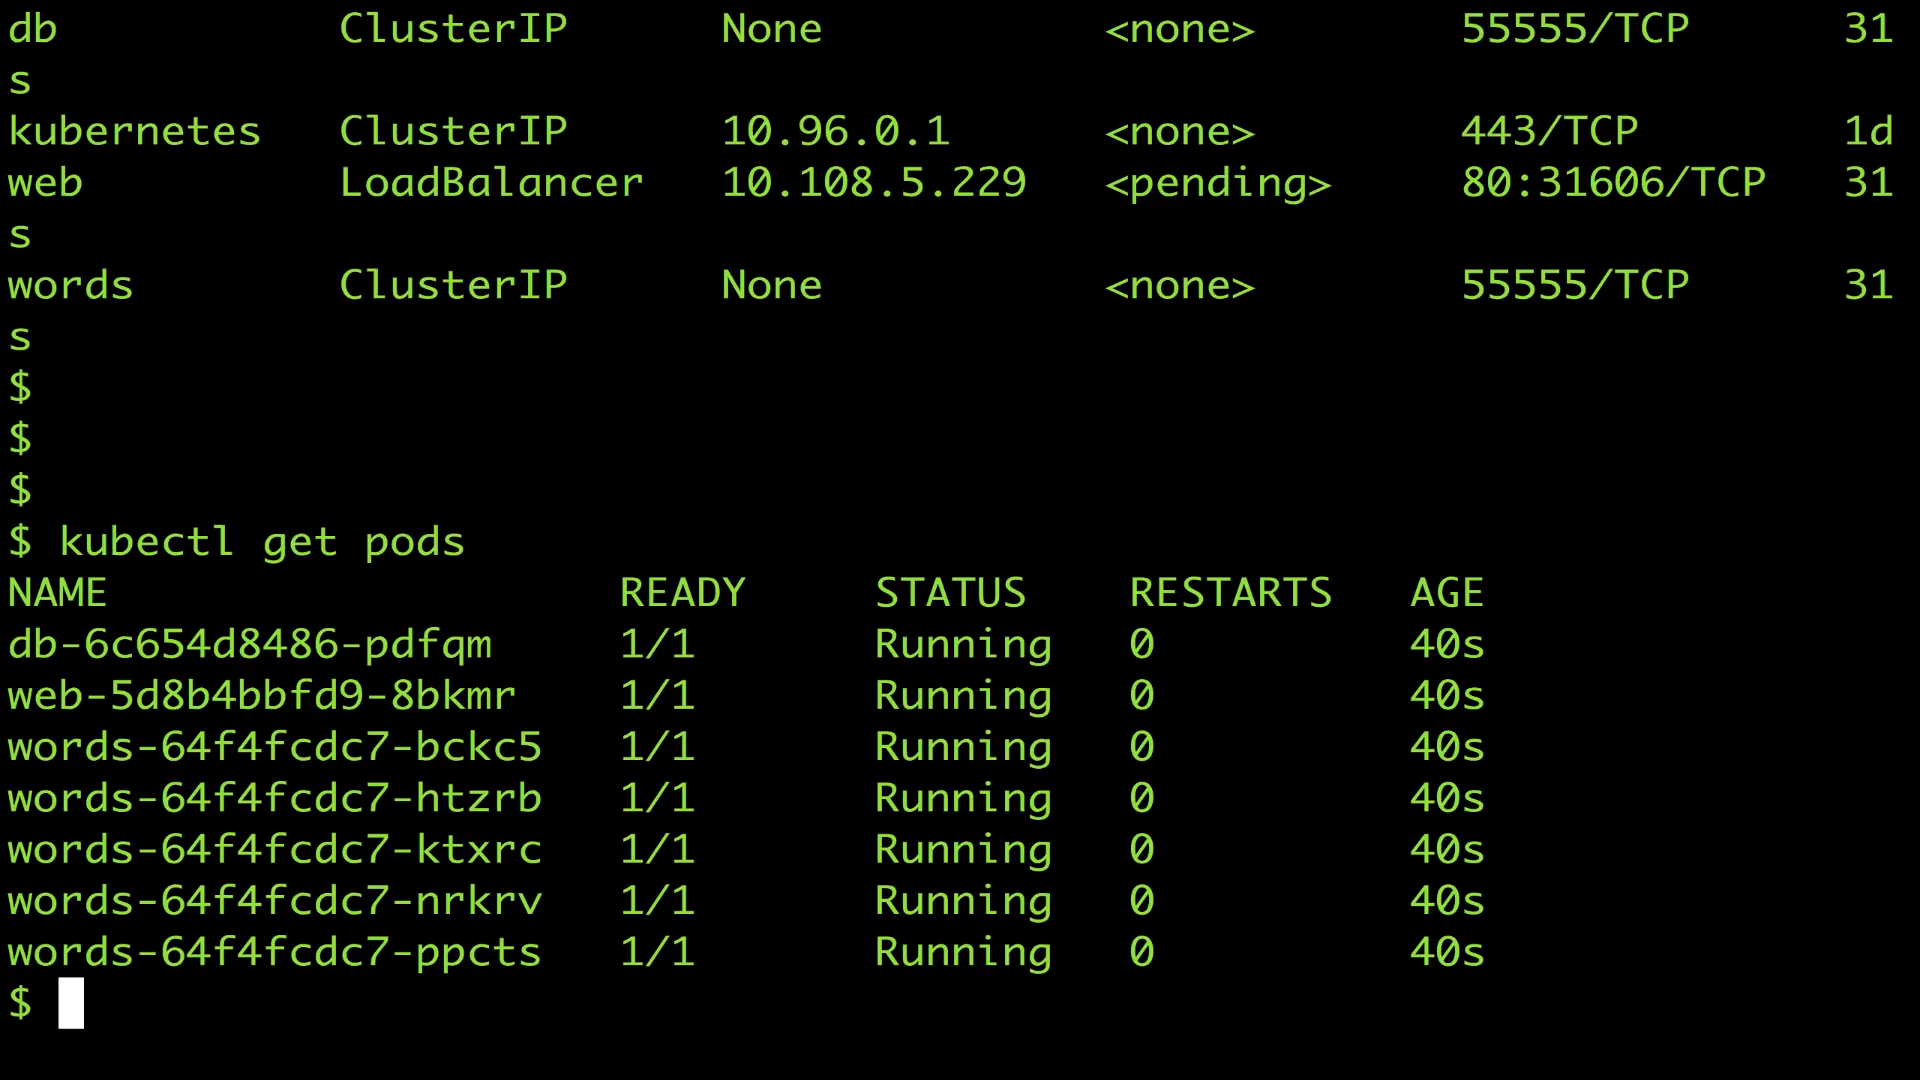 db ClusterIP None <none> 55555/TCP 31
s
kubernetes ClusterIP 10.96.0.1 <none> 443/TCP 1d
web LoadBalancer 10.108.5.229 <pending> 80:31606/TCP 31
s
words ClusterIP None <none> 55555/TCP 31
s
$
$
$
$ kubectl get pods
NAME READY STATUS RESTARTS AGE
db-6c654d8486-pdfqm 1/1 Running 0 40s
web-5d8b4bbfd9-8bkmr 1/1 Running 0 40s
words-64f4fcdc7-bckc5 1/1 Running 0 40s
words-64f4fcdc7-htzrb 1/1 Running 0 40s
words-64f4fcdc7-ktxrc 1/1 Running 0 40s
words-64f4fcdc7-nrkrv 1/1 Running 0 40s
words-64f4fcdc7-ppcts 1/1 Running 0 40s
$